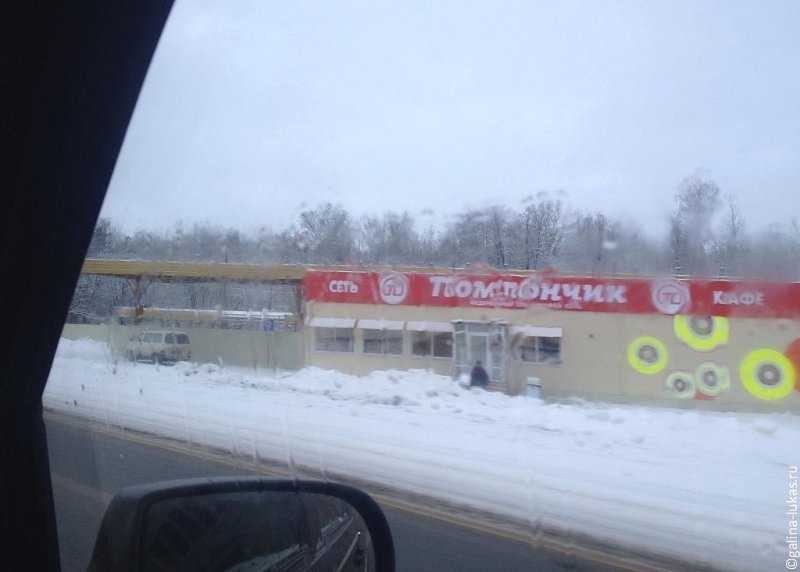 СЕТЬ
Помпончик
КАФЕ
©galina-lukas.ru